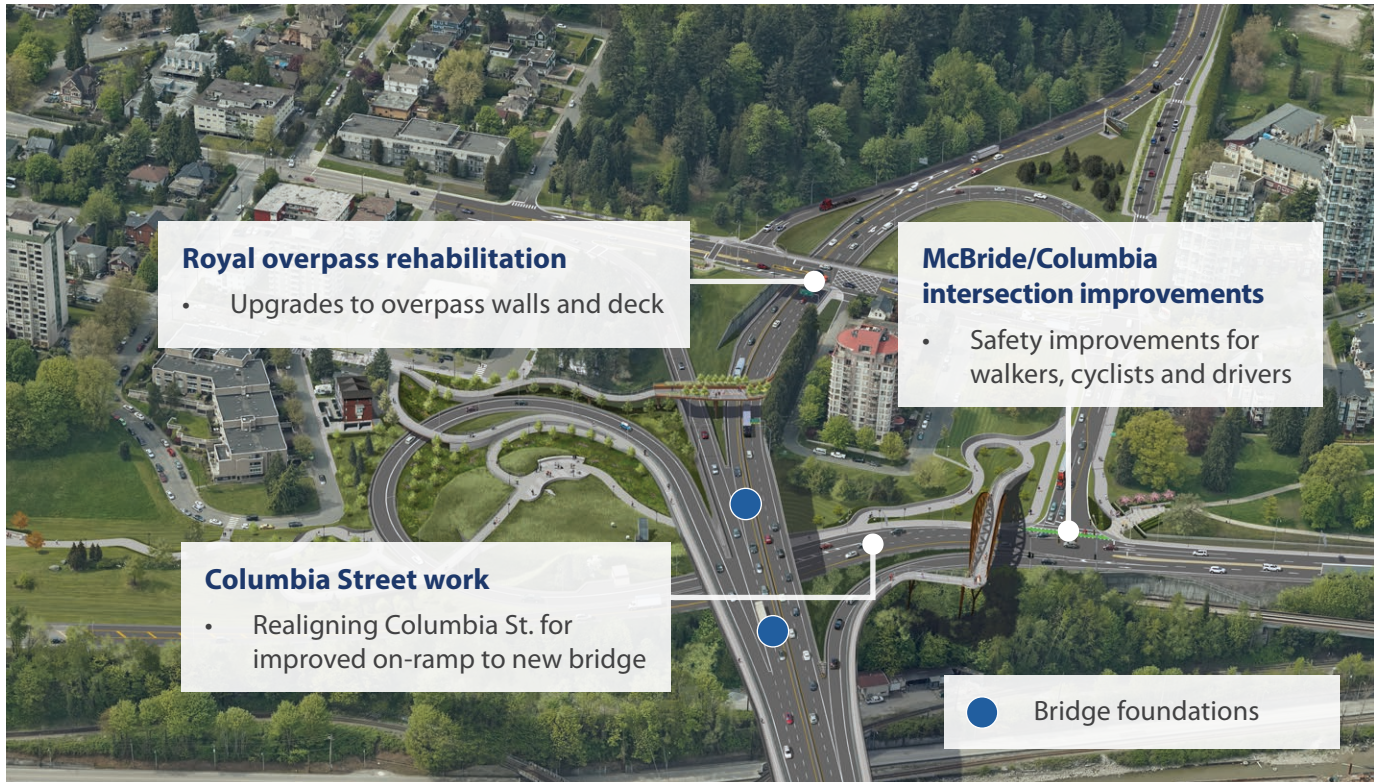 Royal overpass rehabilitation
• Upgrades to overpass walls and deck
McBride/Columbia
intersection improvements
• Safety improvements for
walkers, cyclists and drivers
Columbia Street work
• Realigning Columbia St. for
improved on-ramp to new bridge
Bridge foundations